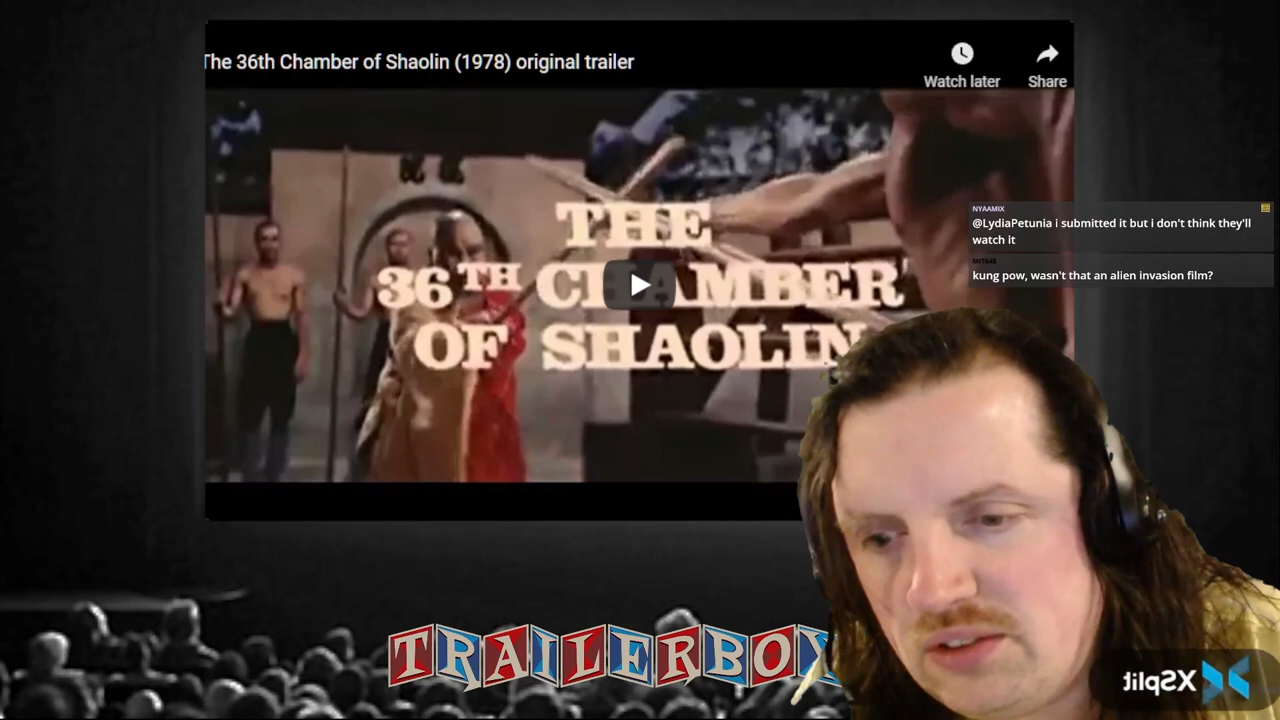 The 36th Chamber of Shaolin (1978) original trailer
Watch later
Share
THE
36TH CHAMBER
OF SHAOLIN
NYAAMIX
@LydiaPetunia i submitted it but i don't think they'll
watch it
kung pow, wasn't that an alien invasion film?
TRAILERBOX
XSplit